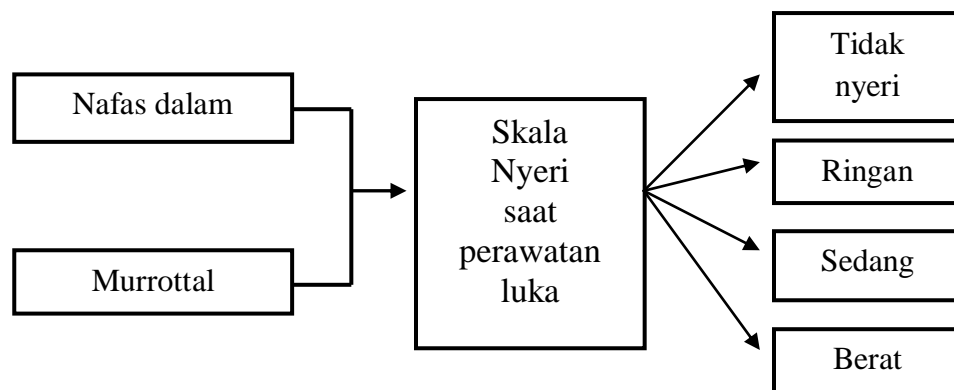 Nafas dalam
Murrottal
Skala
Nyeri
saat
perawatan
luka
Tidak
nyeri
Ringan
Sedang
Berat